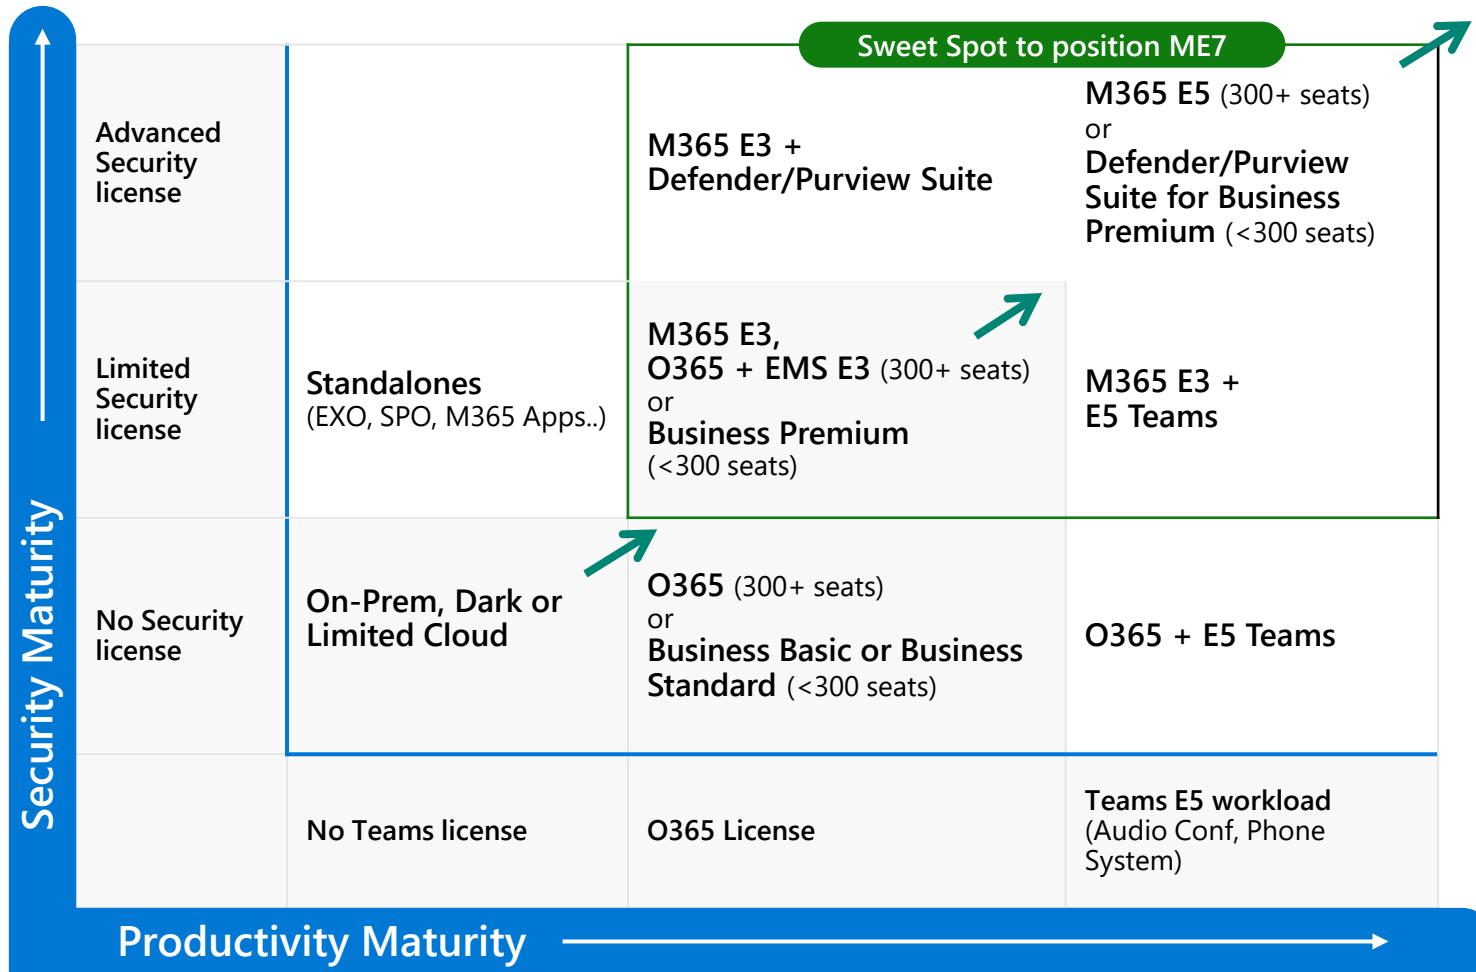 Sweet Spot to position ME7
Advanced
Security
license
M365 E3 +
Defender/Purview Suite
M365 E5 (300+ seats)
or
Defender/Purview
Suite for Business
Premium (<300 seats)
Limited
Security
license
Standalones
(EXO, SPO, M365 Apps..)
M365 E3,
O365 + EMS E3 (300+ seats)
or
Business Premium
(<300 seats)
M365 E3 +
E5 Teams
No Security
license
On-Prem, Dark or
Limited Cloud
O365 (300+ seats)
or
Business Basic or Business
Standard (<300 seats)
O365 + E5 Teams
No Teams license
O365 License
Teams E5 workload
(Audio Conf, Phone
System)
Security Maturity
Productivity Maturity